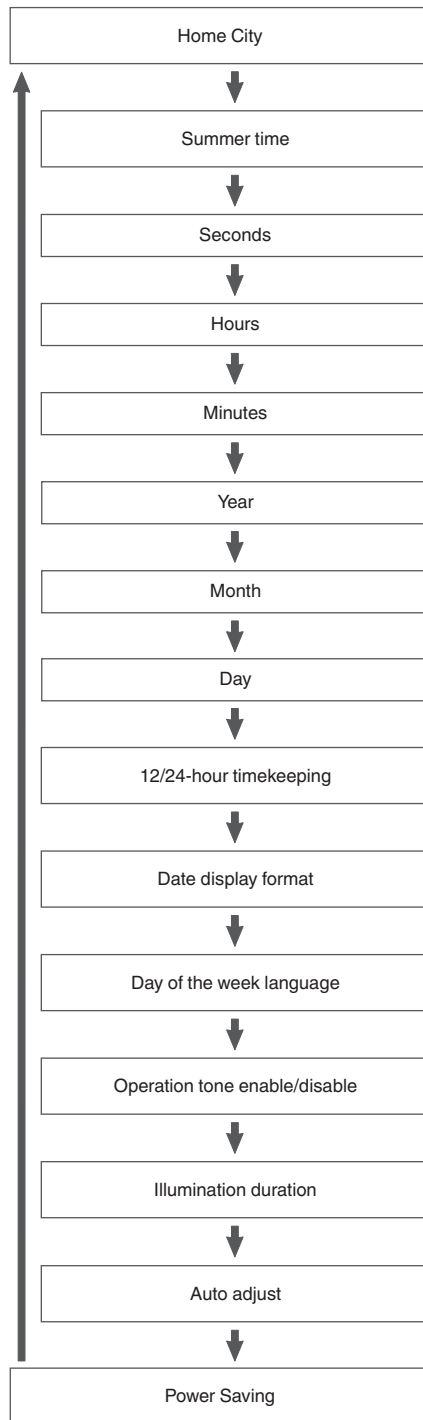 Home City
Summer time
Seconds
Hours
Minutes
Year
Month
Day
12/24-hour timekeeping
Date display format
Day of the week language
Operation tone enable/disable
Illumination duration
Auto adjust
Power Saving